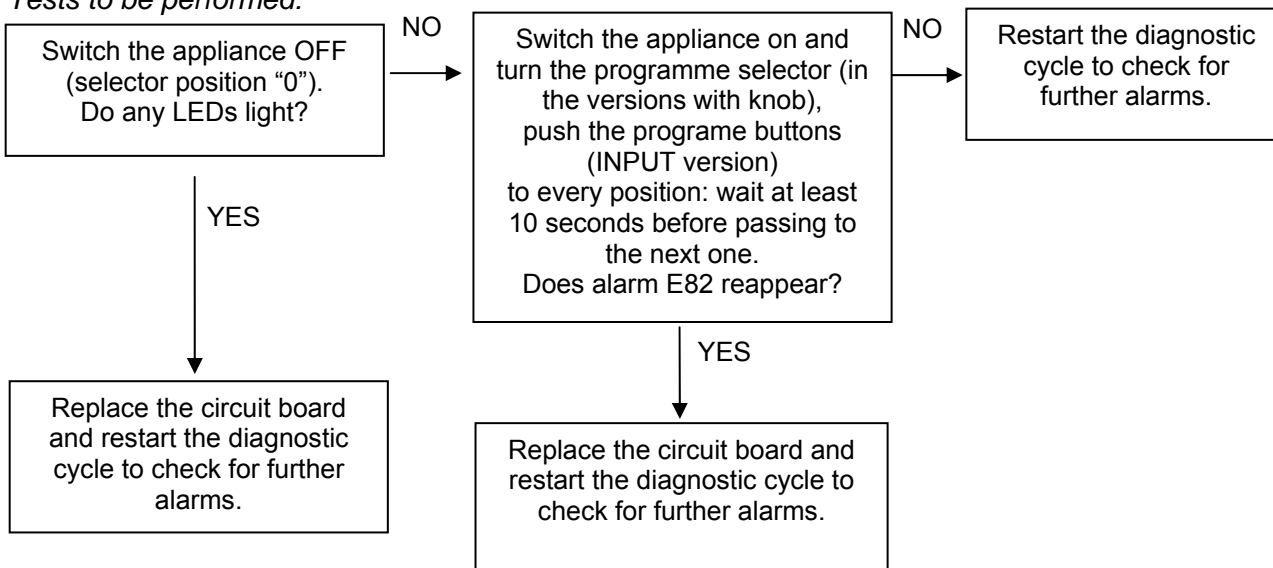 Tests to be performed:
Switch the appliance OFF
(selector position “0”).
Do any LEDs light?
NO
Switch the appliance on and
turn the programme selector (in
the versions with knob),
push the programe buttons
(INPUT version)
to every position: wait at least
10 seconds before passing to
the next one.
Does alarm E82 reappear?
NO
Restart the diagnostic
cycle to check for
further alarms.
YES
YES
Replace the circuit board
and restart the diagnostic
cycle to check for further
alarms.
Replace the circuit board and
restart the diagnostic cycle to
check for further alarms.